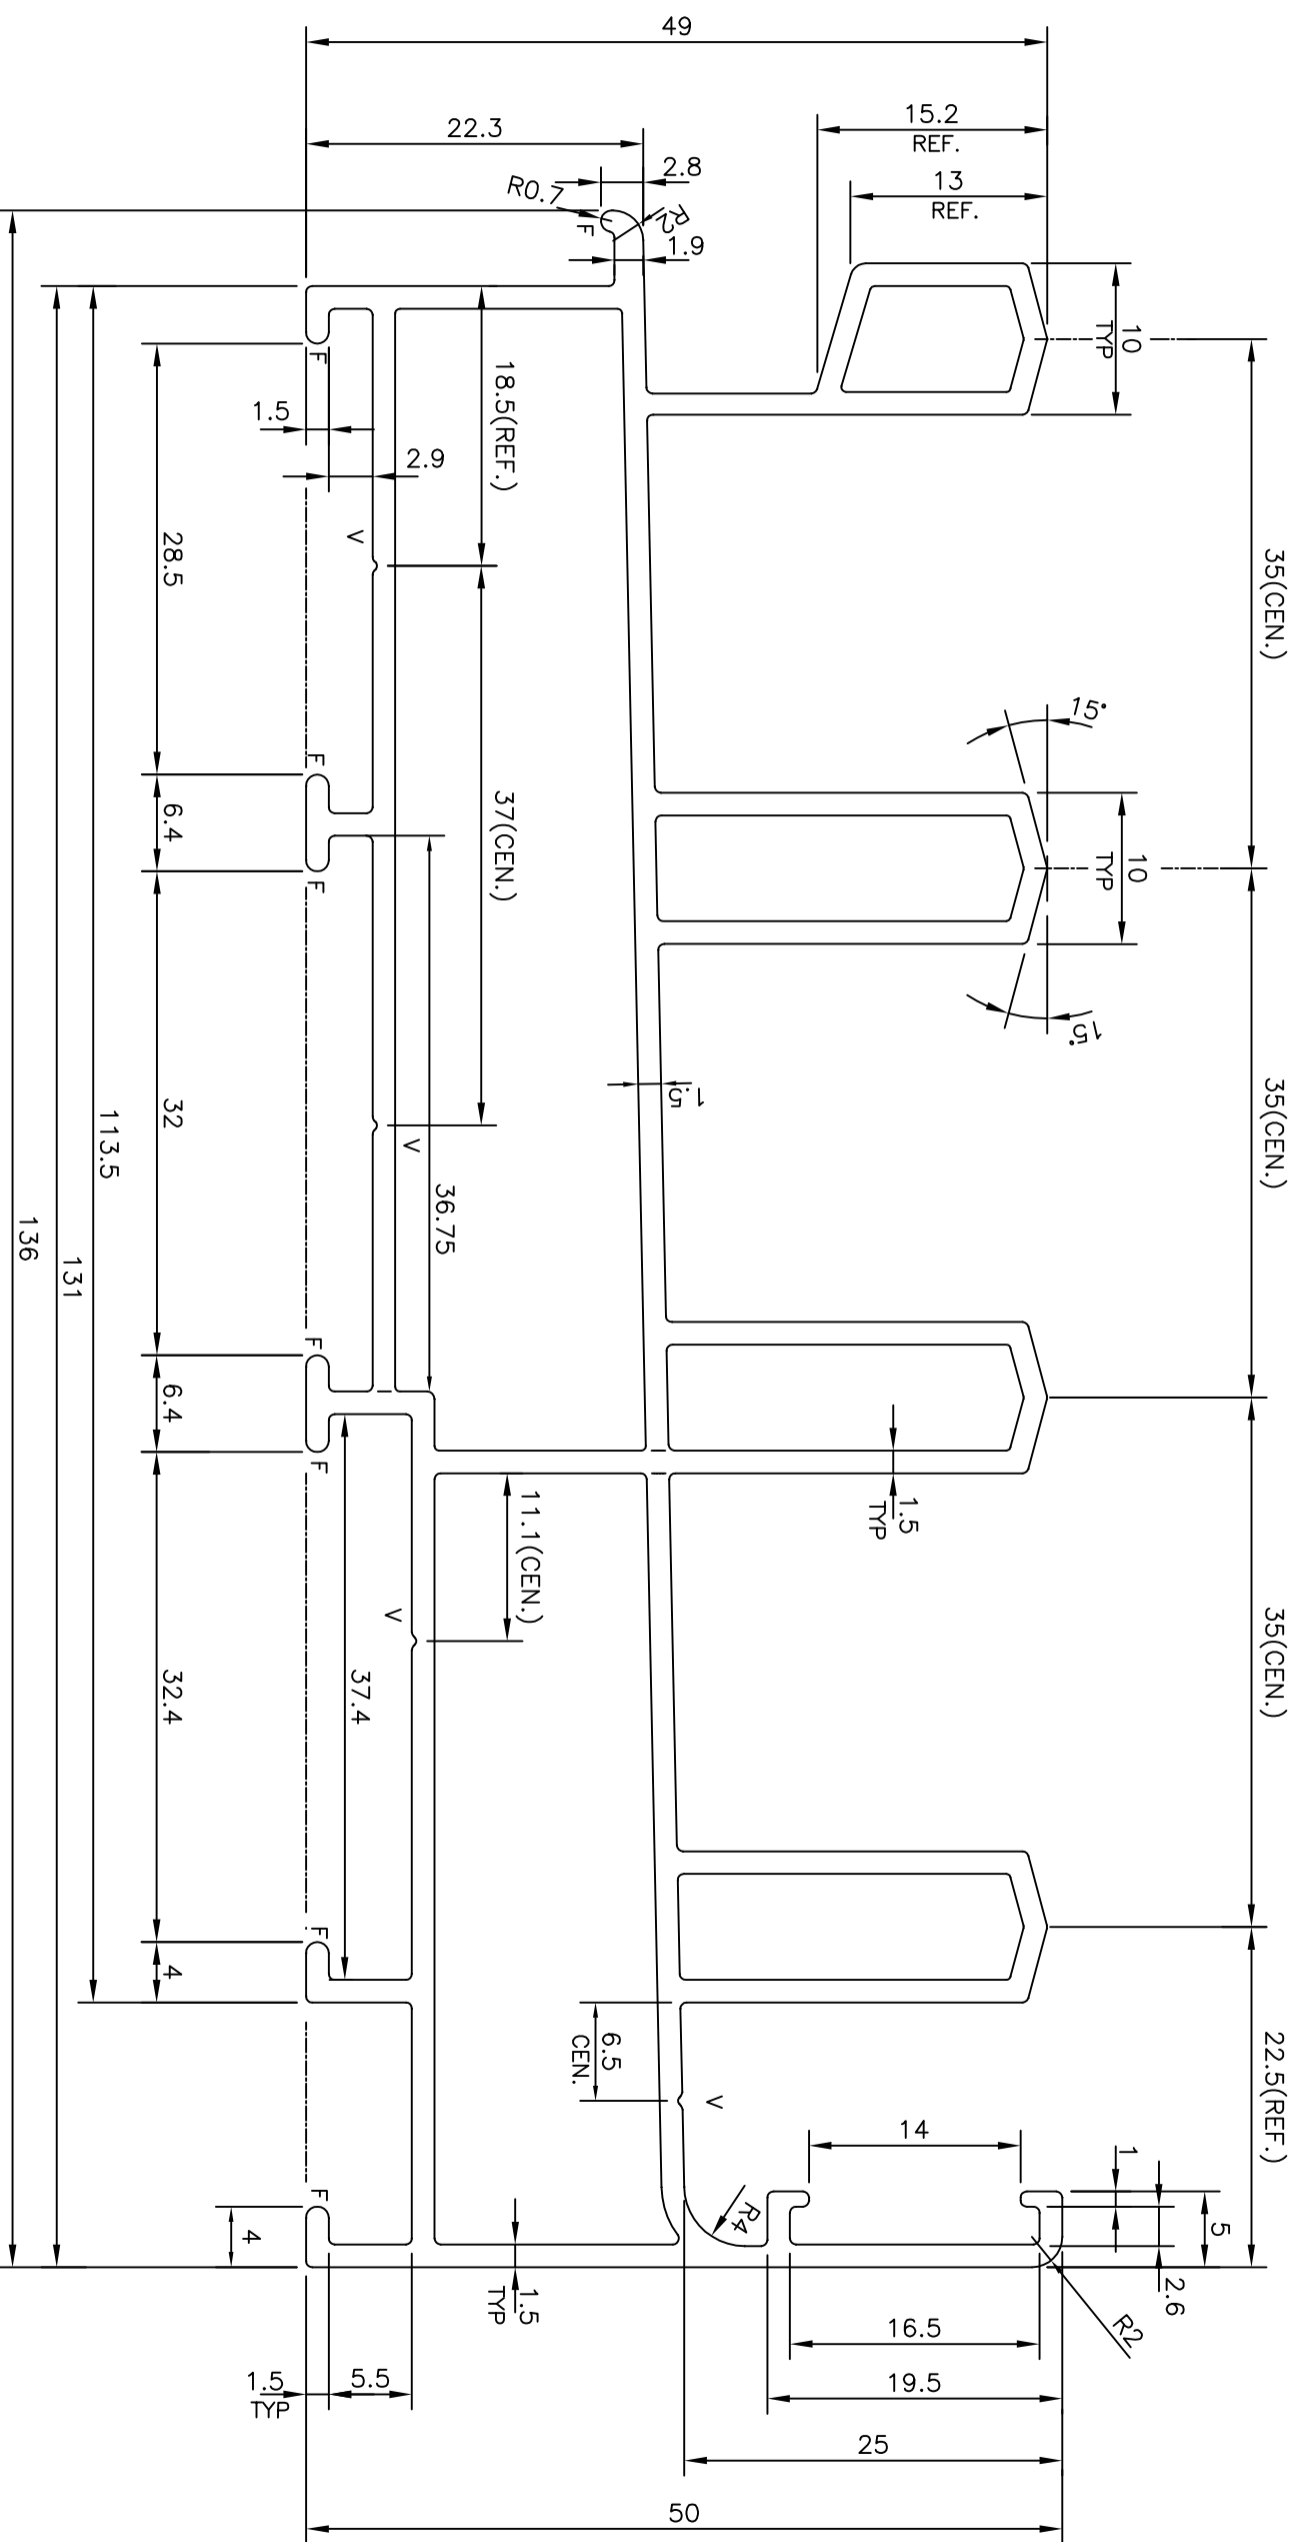 49
22.3
15.2
REF.
13
REF.
2.8
R0.7
R2
F
1.9
10
TYP
35(CEN.)
18.5(REF.)
F
1.5
2.9
V
28.5
15°
37(CEN.)
F
6.4
10
TYP
F
15°
35(CEN.)
1.5
V
36.75
32
113.5
131
136
F
6.4
F
1.5
TYP
11.1(CEN.)
V
37.4
32.4
35(CEN.)
F
4
6.5
CEN.
V
22.5(REF.)
14
1
5
2.6
R4
R2
F
4
1.5
TYP
16.5
19.5
25
50
1.5
TYP
5.5